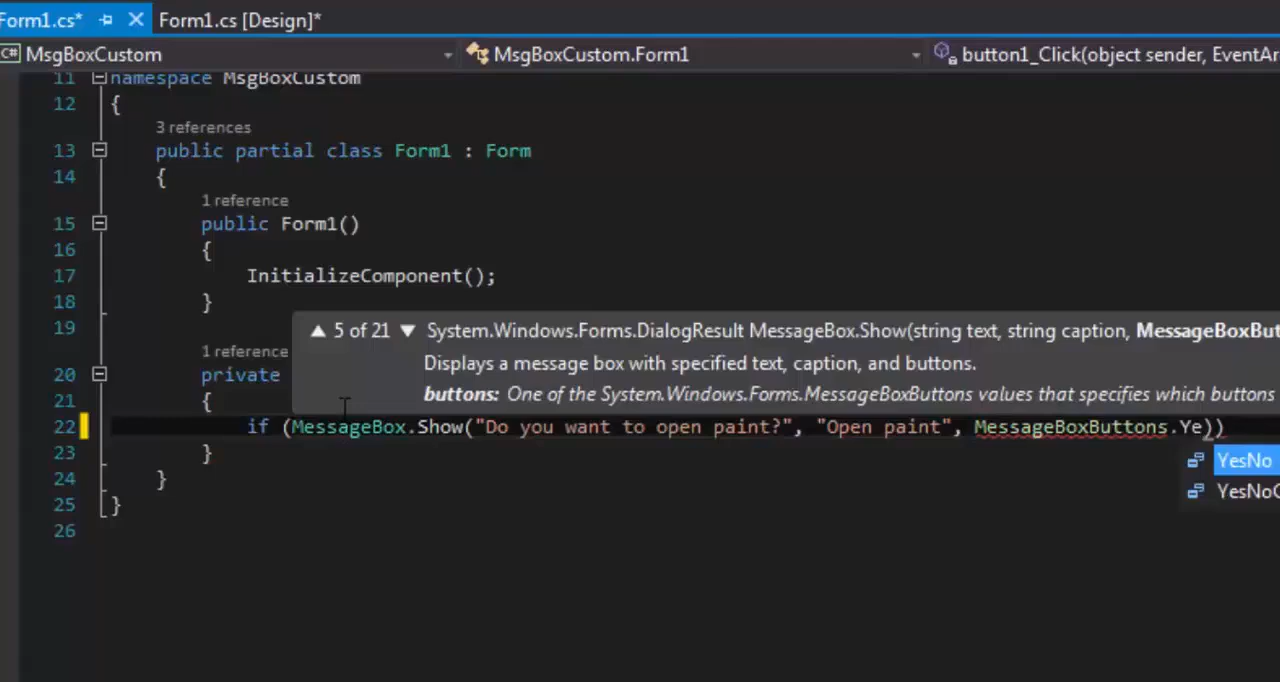 Form1.cs* Form1.cs [Design]*
C# MsgBoxCustom MsgBoxCustom.Form1 button1_Click(object sender, EventAr
11 namespace MsgBoxCustom
12 {
3 references
13 public partial class Form1 : Form
14 {
1 reference
15 public Form1()
16 {
17 InitializeComponent();
18 }
19
▲ 5 of 21 ▼ System.Windows.Forms.DialogResult MessageBox.Show(string text, string caption, MessageBoxBut
Displays a message box with specified text, caption, and buttons.
buttons: One of the System.Windows.Forms.MessageBoxButtons values that specifies which buttons
1 reference
20 private
21 {
22 if (MessageBox.Show("Do you want to open paint?", "Open paint", MessageBoxButtons.Ye))
YesNo
YesNoC
23 }
24 }
25 }
26